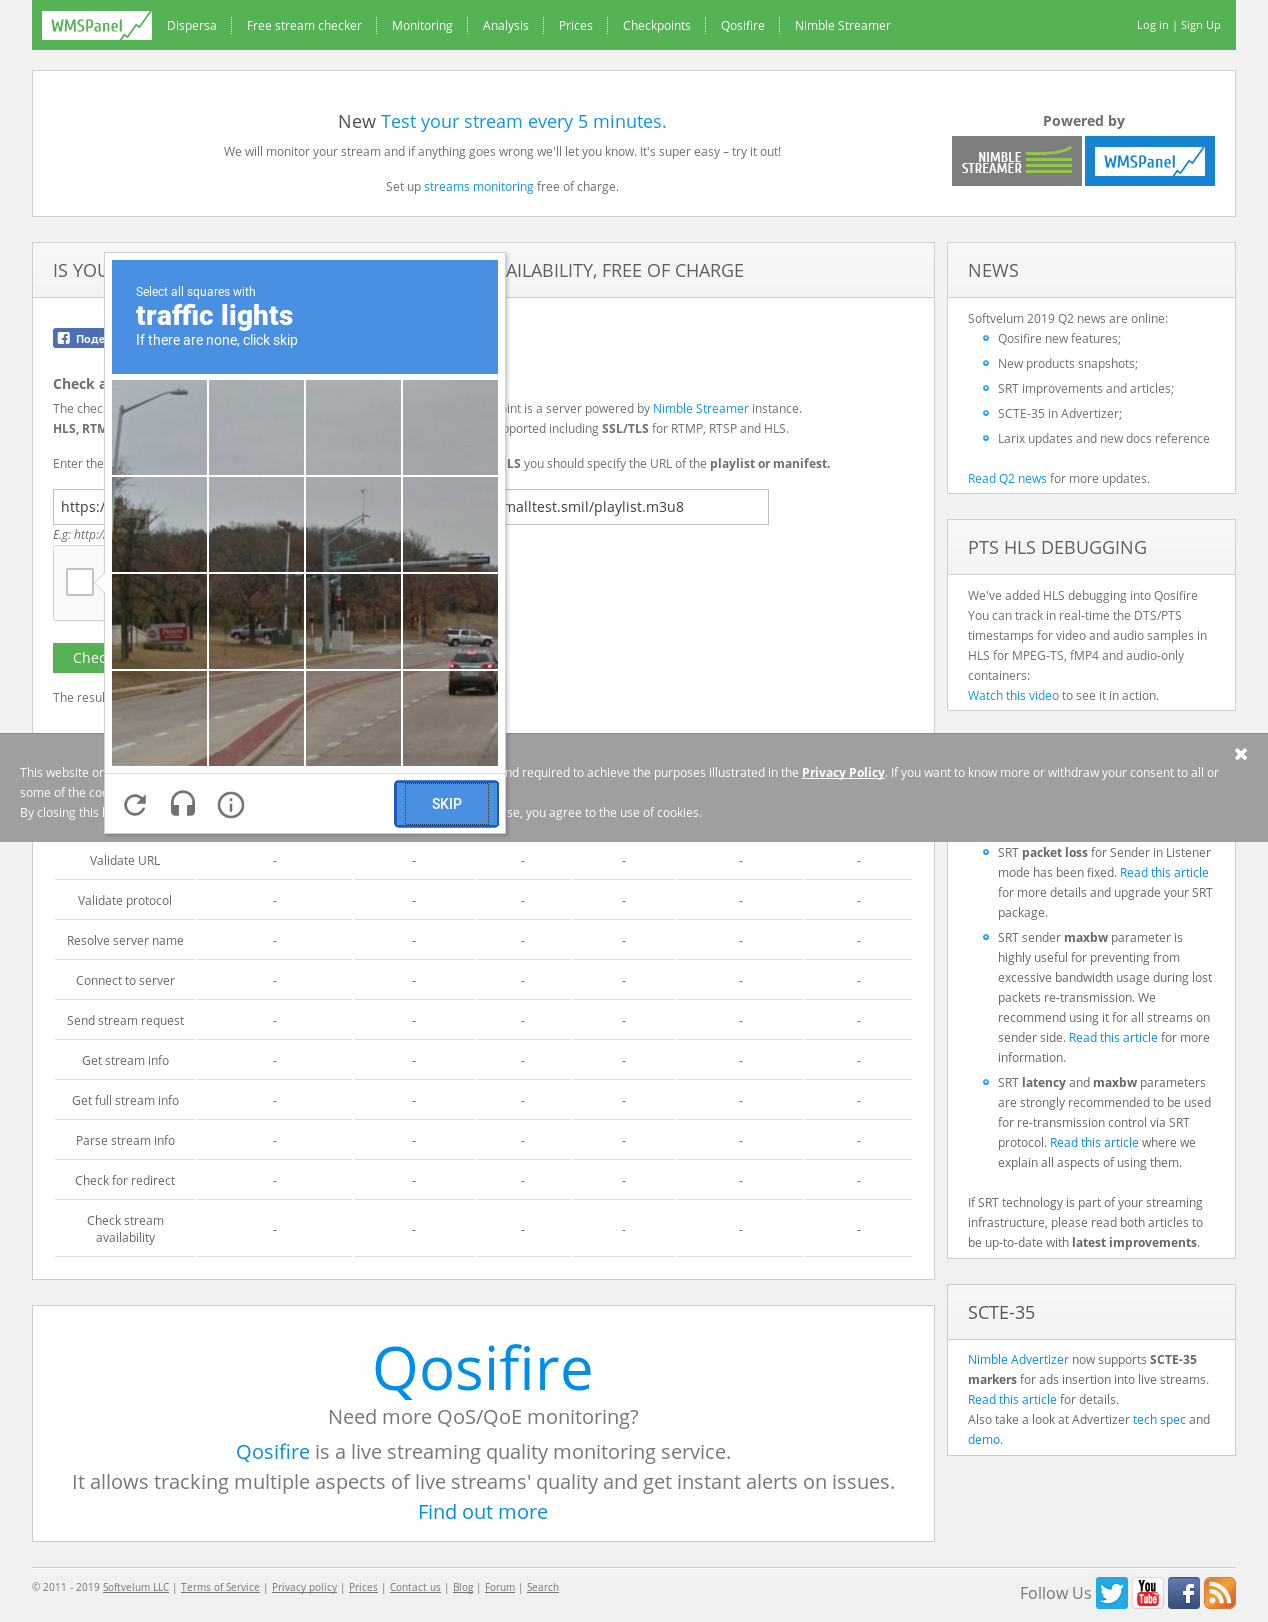 WMSPanel Dispersa Free stream checker Monitoring Analysis Prices Checkpoints Qosifire Nimble Streamer Log in | Sign Up
New Test your stream every 5 minutes.
We will monitor your stream and if anything goes wrong we'll let you know. It's super easy – try it out!
Set up streams monitoring free of charge.
Powered by
NIMBLE STREAMER WMSPanel
IS YOU
AILABILITY, FREE OF CHARGE
Select all squares with
traffic lights
If there are none, click skip
Поде
Check a
The chec
int is a server powered by Nimble Streamer instance.
HLS, RTM
pported including SSL/TLS for RTMP, RTSP and HLS.
Enter the
LS you should specify the URL of the playlist or manifest.
https:/
malltest.smil/playlist.m3u8
E.g: http:/
Chec
The resul
This website or
nd required to achieve the purposes illustrated in the Privacy Policy. If you want to know more or withdraw your consent to all or
some of the coo
By closing this b
se, you agree to the use of cookies.
SKIP
Validate URL - - - - - -
Validate protocol - - - - - -
Resolve server name - - - - - -
Connect to server - - - - - -
Send stream request - - - - - -
Get stream info - - - - - -
Get full stream info - - - - - -
Parse stream info - - - - - -
Check for redirect - - - - - -
Check stream
availability - - - - - -
Qosifire
Need more QoS/QoE monitoring?
Qosifire is a live streaming quality monitoring service.
It allows tracking multiple aspects of live streams' quality and get instant alerts on issues.
Find out more
NEWS
Softvelum 2019 Q2 news are online:
Qosifire new features;
New products snapshots;
SRT improvements and articles;
SCTE-35 in Advertizer;
Larix updates and new docs reference
Read Q2 news for more updates.
PTS HLS DEBUGGING
We've added HLS debugging into Qosifire
You can track in real-time the DTS/PTS
timestamps for video and audio samples in
HLS for MPEG-TS, fMP4 and audio-only
containers:
Watch this video to see it in action.
SRT packet loss for Sender in Listener
mode has been fixed. Read this article
for more details and upgrade your SRT
package.
SRT sender maxbw parameter is
highly useful for preventing from
excessive bandwidth usage during lost
packets re-transmission. We
recommend using it for all streams on
sender side. Read this article for more
information.
SRT latency and maxbw parameters
are strongly recommended to be used
for re-transmission control via SRT
protocol. Read this article where we
explain all aspects of using them.
If SRT technology is part of your streaming
infrastructure, please read both articles to
be up-to-date with latest improvements.
SCTE-35
Nimble Advertizer now supports SCTE-35
markers for ads insertion into live streams.
Read this article for details.
Also take a look at Advertizer tech spec and
demo.
© 2011 - 2019 Softvelum LLC | Terms of Service | Privacy policy | Prices | Contact us | Blog | Forum | Search
Follow Us You Tube